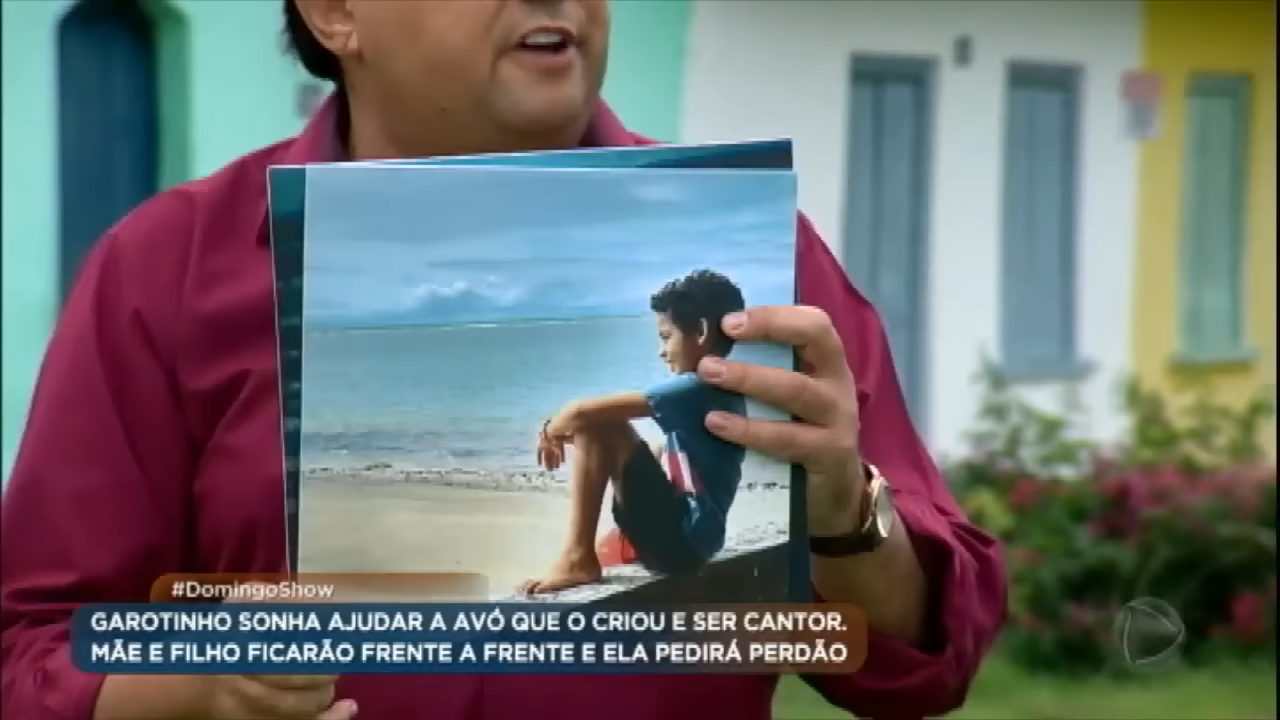 #DomingoShow
GAROTINHO SONHA AJUDAR A AVÓ QUE O CRIOU E SER CANTOR.
MÃE E FILHO FICARÃO FRENTE A FRENTE E ELA PEDIRÁ PERDÃO